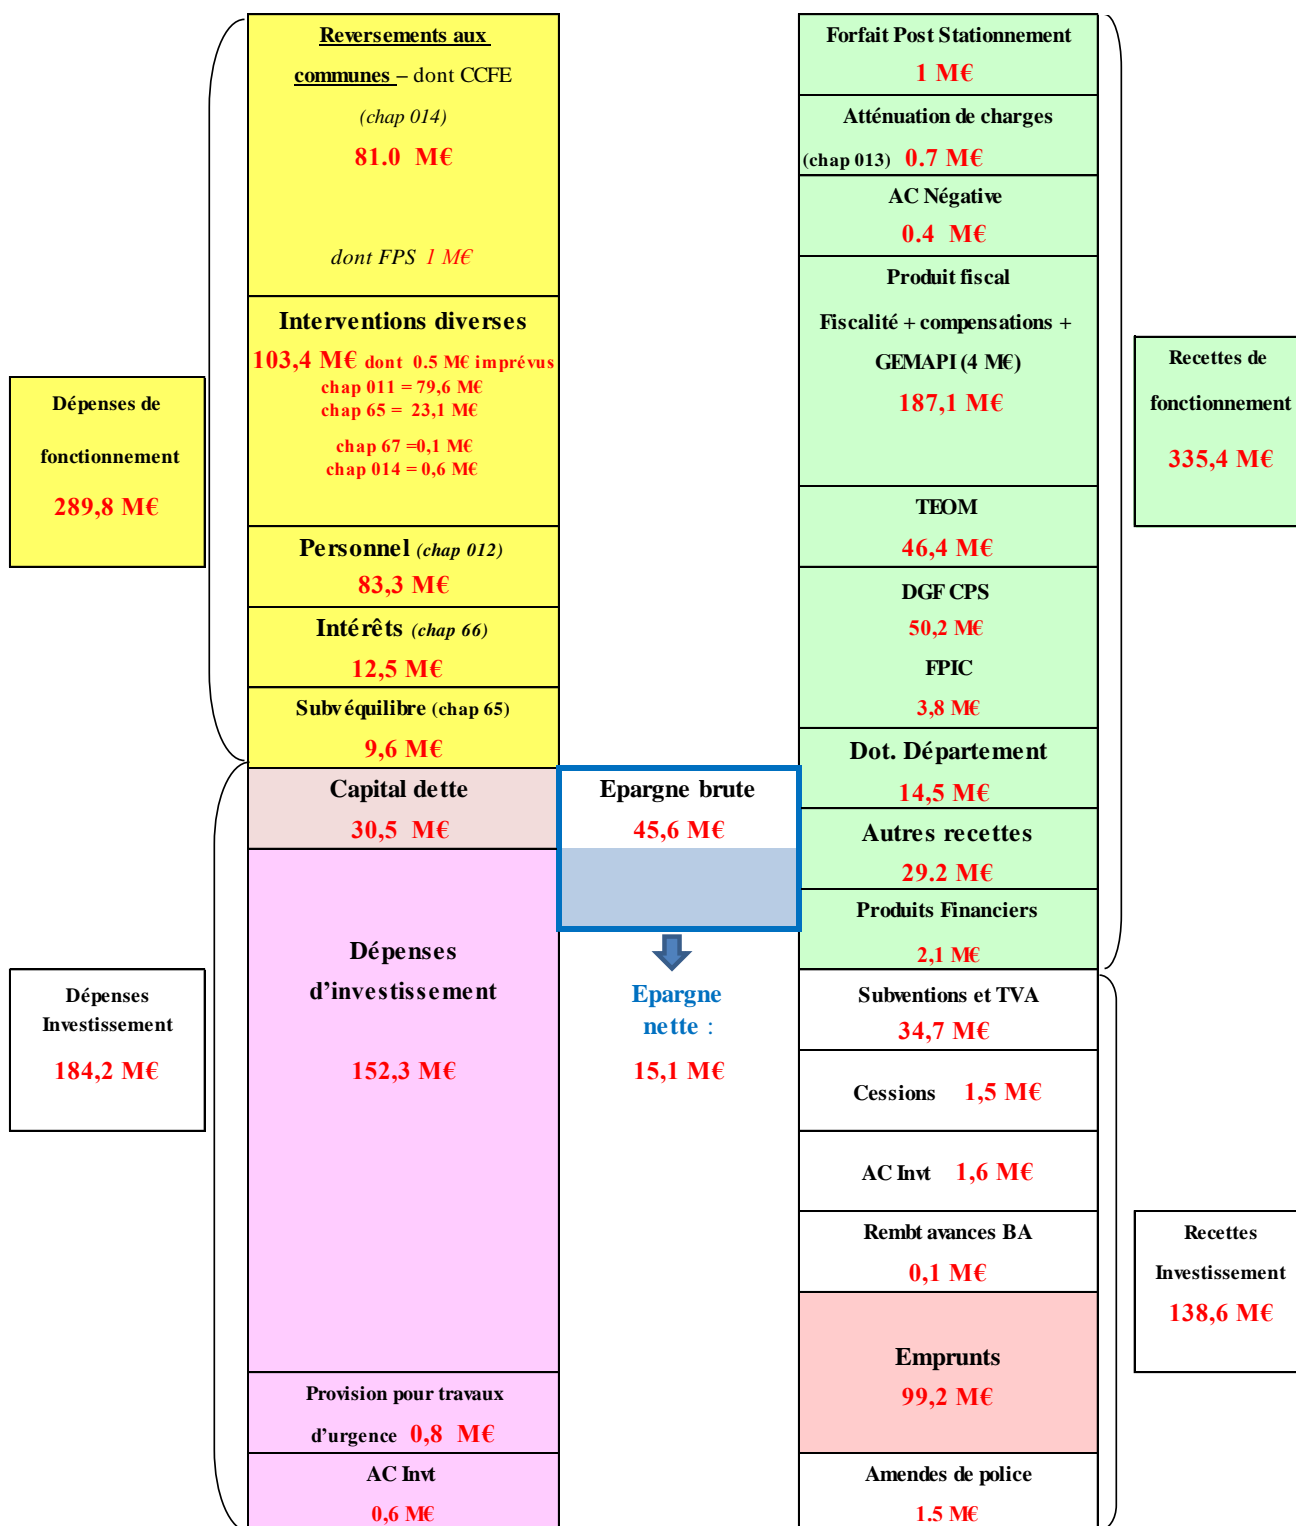 Dépenses de
fonctionnement
289,8 M€
Dépenses
Investissement
184,2 M€
Reversements aux
communes – dont CCFE
(chap 014)
81.0 M€
dont FPS 1 M€
Interventions diverses
103,4 M€ dont 0.5 M€ imprévus
chap 011 = 79,6 M€
chap 65 = 23,1 M€
chap 67 =0,1 M€
chap 014 = 0,6 M€
Personnel (chap 012)
83,3 M€
Intérêts (chap 66)
12,5 M€
Subv équilibre (chap 65)
9,6 M€
Capital dette
30,5 M€
Dépenses
d’investissement
152,3 M€
Provision pour travaux
d’urgence 0,8 M€
AC Invt
0,6 M€
Epargne brute
45,6 M€
Epargne
nette :
15,1 M€
Forfait Post Stationnement
1 M€
Atténuation de charges
(chap 013) 0.7 M€
AC Négative
0.4 M€
Produit fiscal
Fiscalité + compensations +
GEMAPI (4 M€)
187,1 M€
TEOM
46,4 M€
DGF CPS
50,2 M€
FPIC
3,8 M€
Dot. Département
14,5 M€
Autres recettes
29.2 M€
Produits Financiers
2,1 M€
Subventions et TVA
34,7 M€
Cessions 1,5 M€
AC Invt 1,6 M€
Rembt avances BA
0,1 M€
Emprunts
99,2 M€
Amendes de police
1.5 M€
Recettes de
fonctionnement
335,4 M€
Recettes
Investissement
138,6 M€